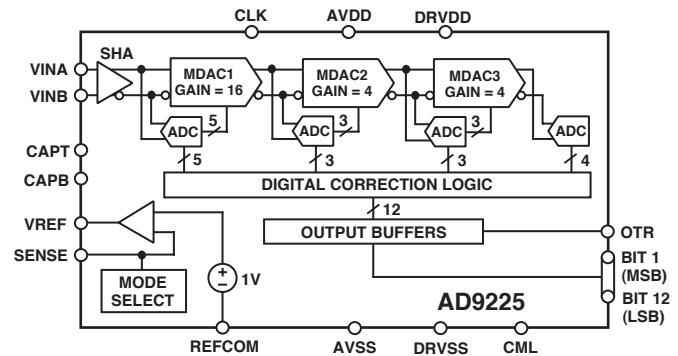 CLK AVDD DRVDD
SHA
VINA
VINB
MDAC1
GAIN = 16
MDAC2
GAIN = 4
MDAC3
GAIN = 4
ADC 5
ADC 3
ADC 3
ADC
5 3 3 4
CAPT
CAPB
DIGITAL CORRECTION LOGIC
12
VREF
SENSE
OUTPUT BUFFERS
OTR
MODE
SELECT
1V
BIT 1
(MSB)
AD9225
BIT 12
(LSB)
REFCOM AVSS DRVSS CML